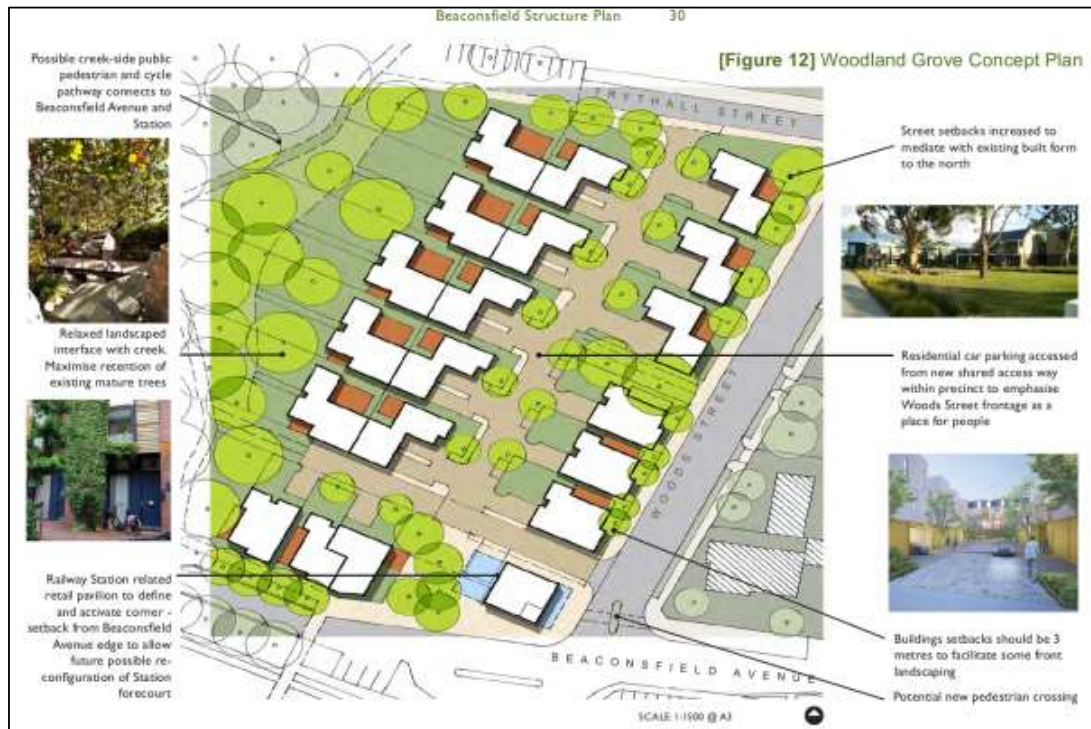 Beaconsfield Structure Plan 30
[Figure 12] Woodland Grove Concept Plan
Possible creek-side public
pedestrian and cycle
pathway connects to
Beaconsfield Avenue and
Station
Relaxed landscaped
interface with creek.
Maximise retention of
existing mature trees
Railway Station related
retail pavilion to define
and activate corner -
setback from Beaconsfield
Avenue edge to allow
future possible re-
configuration of Station
forecourt
TRYTHALL STREET
WOODS STREET
BEACONSFIELD AVENUE
SCALE 1:1500 @ A3
Street setbacks increased to
mediate with existing built form
to the north
Residential car parking accessed
from new shared access way
within precinct to emphasise
Woods Street frontage as a
place for people
Buildings setbacks should be 3
metres to facilitate some front
landscaping
Potential new pedestrian crossing